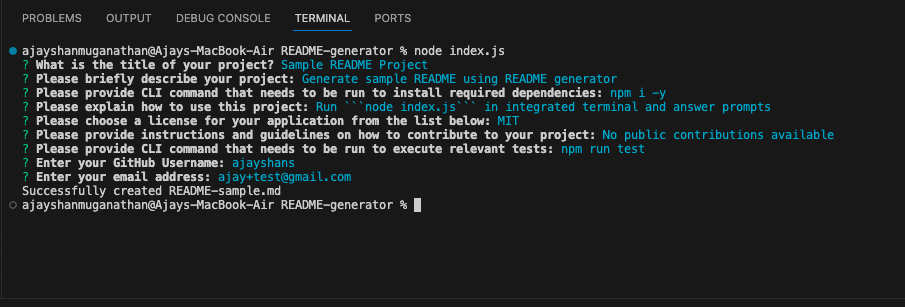 PROBLEMS OUTPUT DEBUG CONSOLE TERMINAL PORTS
ajayshanmuganathan@Ajays-MacBook-Air README-generator % node index.js
? What is the title of your project? Sample README Project
? Please briefly describe your project: Generate sample README using README generator
? Please provide CLI command that needs to be run to install required dependencies: npm i -y
? Please explain how to use this project: Run ```node index.js``` in integrated terminal and answer prompts
? Please choose a license for your application from the list below: MIT
? Please provide instructions and guidelines on how to contribute to your project: No public contributions available
? Please provide CLI command that needs to be run to execute relevant tests: npm run test
? Enter your GitHub Username: ajayshans
? Enter your email address: ajay+test@gmail.com
Successfully created README-sample.md
ajayshanmuganathan@Ajays-MacBook-Air README-generator %